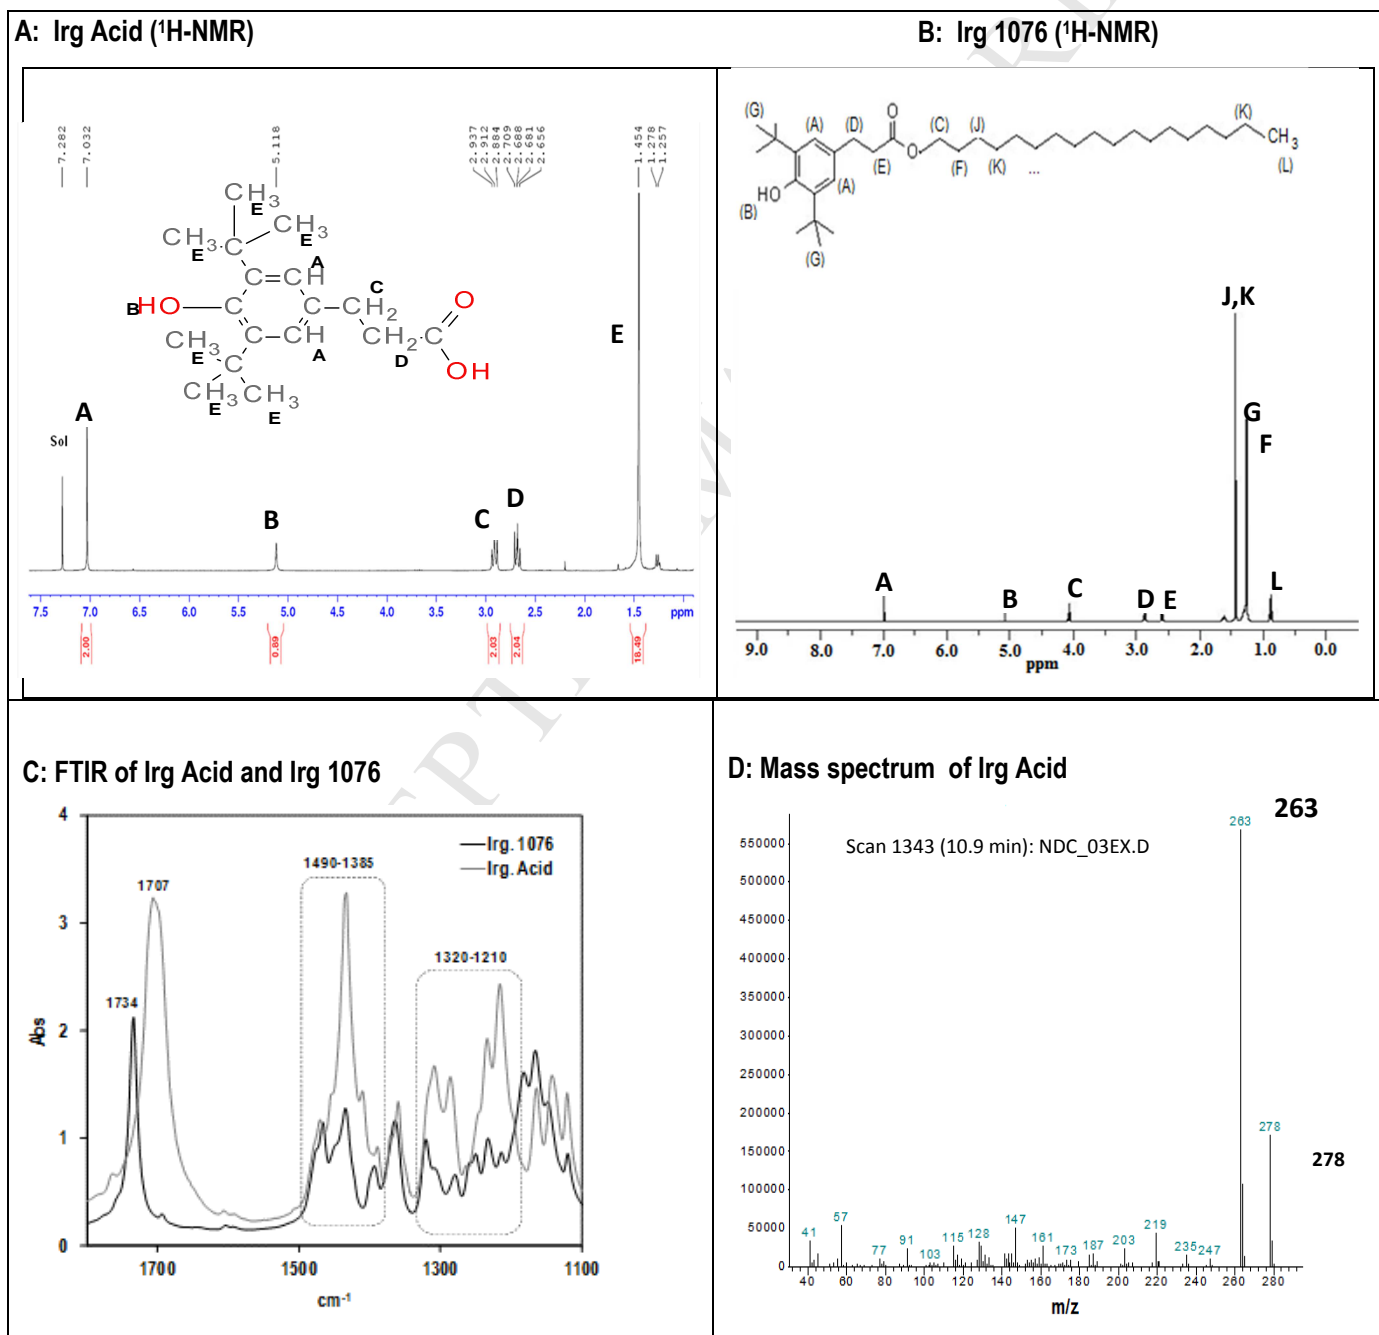 A: Irg Acid (¹H-NMR)
B: Irg 1076 (¹H-NMR)
7.282
7.032
5.118
2.937
2.912
2.884
2.709
2.688
2.681
2.656
1.454
1.278
1.257
CH3
E
CH3
CH3
E
E
A
C=CH
C
HO
B
C
C
CH2
O
C
CH
CH2
C
CH3
E
A
D
OH
C
CH3
CH3
E
E
E
A
Sol
B
C
D
7.5 7.0 6.5 6.0 5.5 5.0 4.5 4.0 3.5 3.0 2.5 2.0 1.5 ppm
2.00
0.89
2.03
2.04
18.49
(G) (A) (D) O (C) (J) (K)
O CH3
(E) (F) (K) ... (L)
HO (A)
(B)
(G)
J,K
G
F
A
B
C
D
E
L
9.0 8.0 7.0 6.0 5.0 4.0 3.0 2.0 1.0 0.0
ppm
C: FTIR of Irg Acid and Irg 1076
4
3
2
1
0
Abs
Irg. 1076
Irg. Acid
1490-1385
1707
1320-1210
1734
1700 1500 1300 1100
cm-1
D: Mass spectrum of Irg Acid
263
263
Scan 1343 (10.9 min): NDC_03EX.D
550000
500000
450000
400000
350000
300000
250000
200000
150000
100000
50000
0
278
278
41 57 77 91 103 115 128 147 161 173 187 203 219 235 247
40 60 80 100 120 140 160 180 200 220 240 260 280
m/z